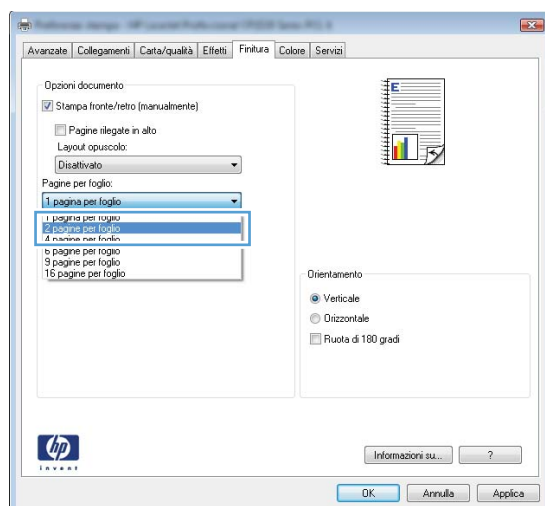 Avanzate Collegamenti Carta/qualità Effetti Finitura Colore Servizi
Opzioni documento
Stampa fronte/retro (manualmente)
Pagine rilegate in alto
Layout opuscolo:
Disattivato
Pagine per foglio:
1 pagina per foglio
1 pagina per foglio
2 pagine per foglio
4 pagine per foglio
6 pagine per foglio
9 pagine per foglio
16 pagine per foglio
E
Orientamento
Verticale
Orizzontale
Ruota di 180 gradi
hp
invent
Informazioni su... ?
OK Annulla Applica